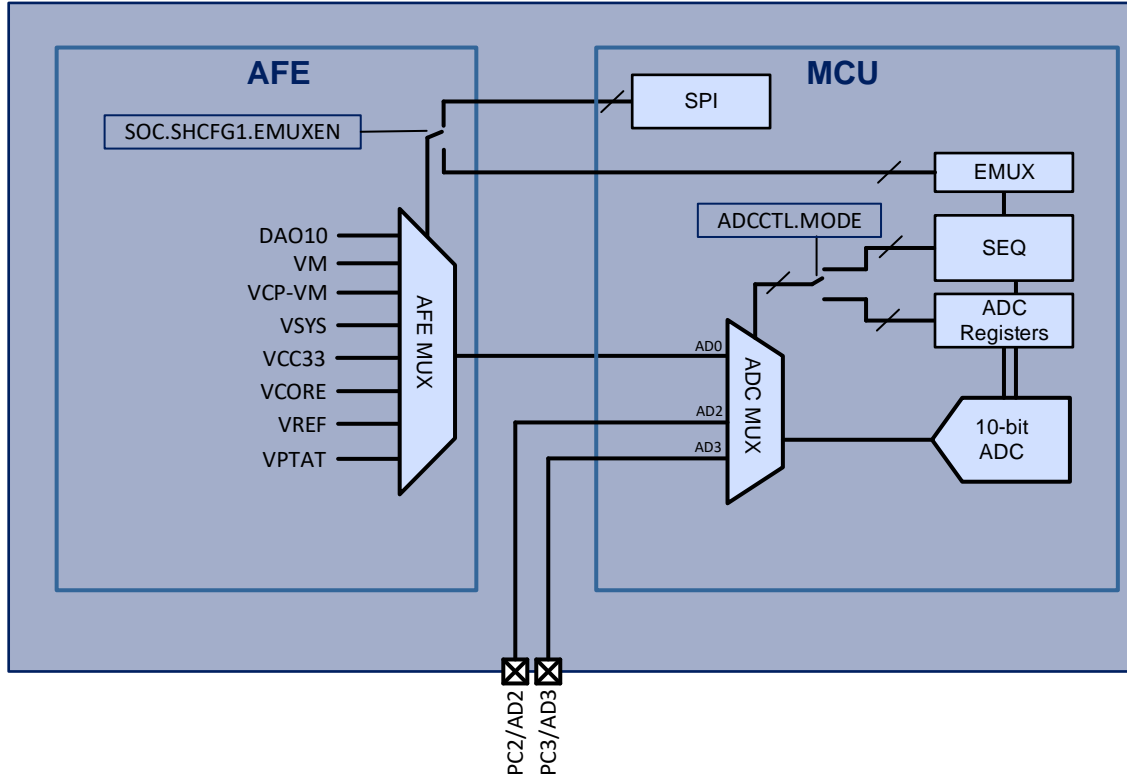 AFE
MCU
SPI
SOC.SHCFG1.EMUXEN
EMUX
ADCCTL.MODE
SEQ
DAO10
VM
VCP-VM
VSYS
VCC33
VCORE
VREF
VPTAT
AFE MUX
ADC
Registers
AD0
AD2
AD3
ADC MUX
10-bit
ADC
PC2/AD2
PC3/AD3